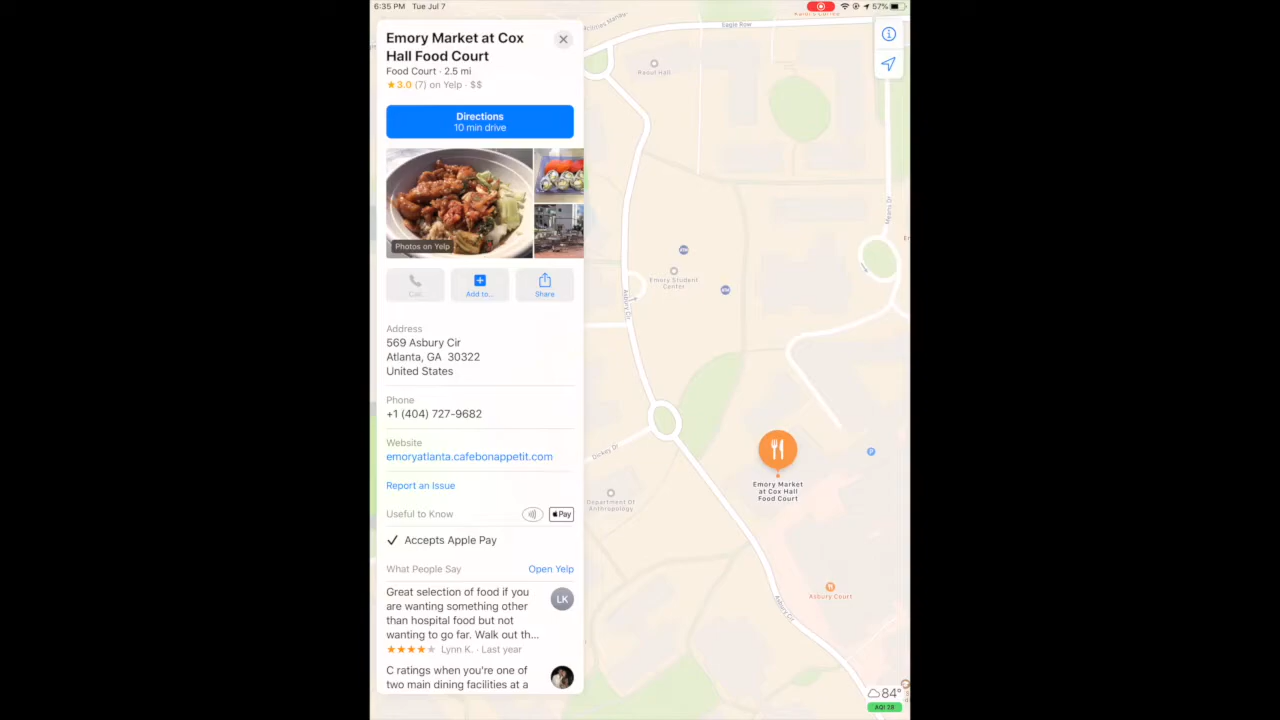 6:35 PM Tue Jul 7
57%
Emory Market at Cox
Hall Food Court
Food Court · 2.5 mi
★3.0 (7) on Yelp · $$
Directions
10 min drive
Photos on Yelp
Call
Add to...
Share
Address
569 Asbury Cir
Atlanta, GA 30322
United States
Phone
+1 (404) 727-9682
Website
emoryatlanta.cafebonappetit.com
Report an Issue
Useful to Know
Pay
Accepts Apple Pay
What People Say
Open Yelp
Great selection of food if you
are wanting something other
than hospital food but not
wanting to go far. Walk out th...
LK
Lynn K. · Last year
C ratings when you're one of
two main dining facilities at a
Eagle Row
Raoul Hall
Means Dr
Emory Student
Center
Asbury Cir
Dickey Dr
Department Of
Anthropology
Emory Market
at Cox Hall
Food Court
Asbury Court
Asbury Cir
84°
AQI 28